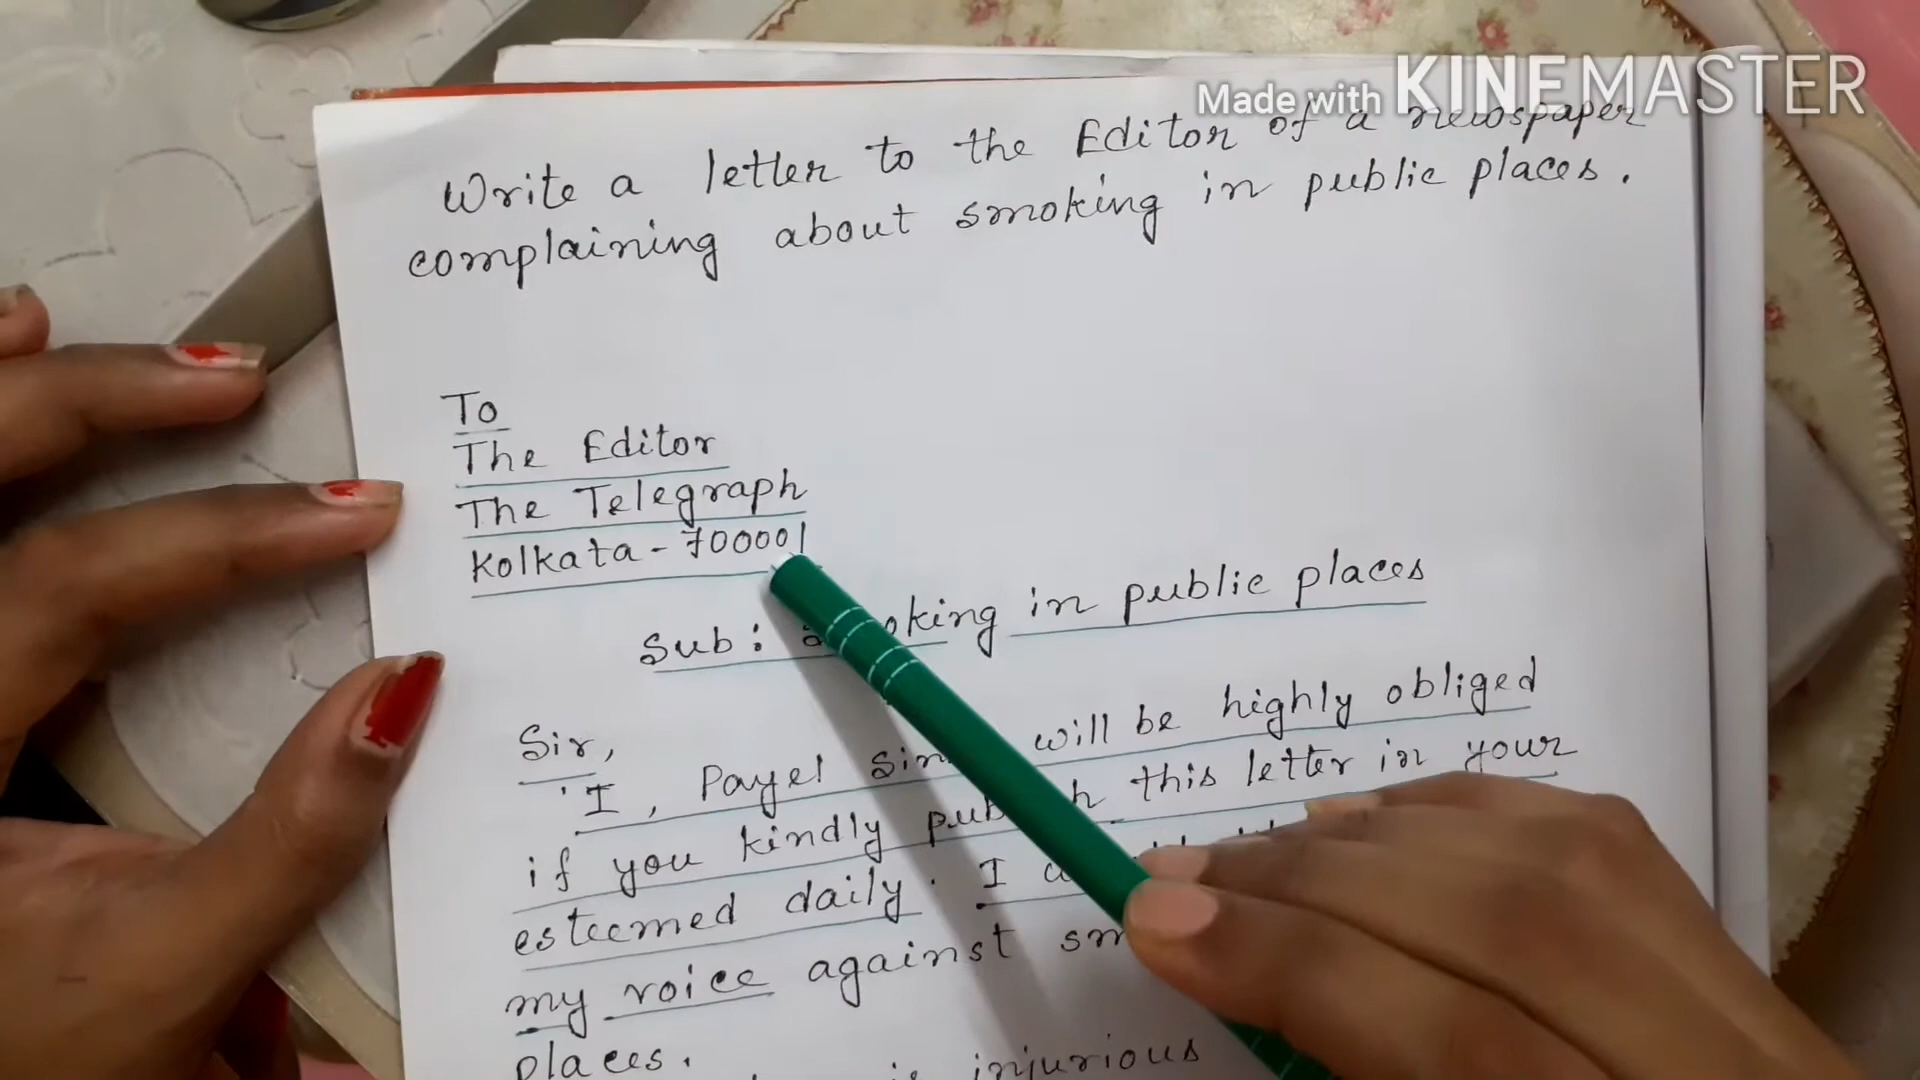 Made with KINEMASTER
Write a letter to the Editor of a newspaper
complaining about smoking in public places.
To
The Editor
The Telegraph
Kolkata - 700001
Sub: in public places
Sir,
I, Payel will be highly obliged
if you kindly this letter in your
esteemed daily. I
my voice against
places.
injurious